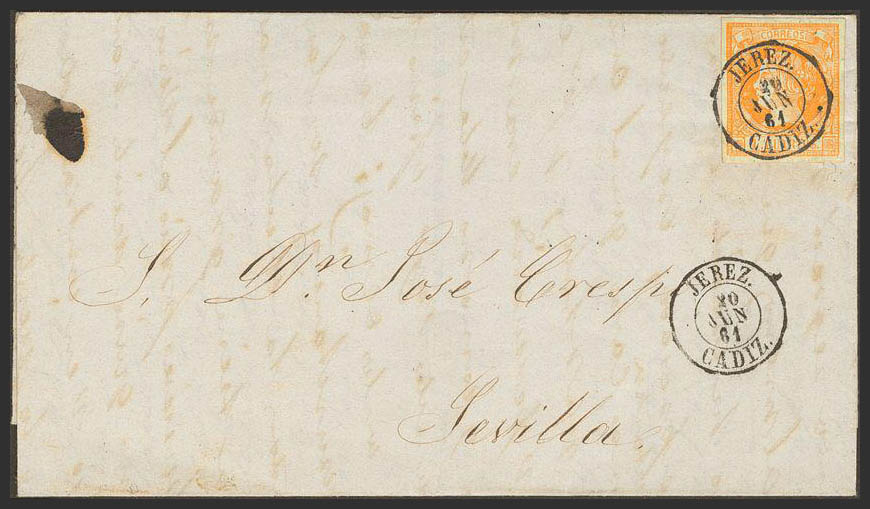 CORREOS
JEREZ.
20
JUN
61
CADIZ.
S. Dn José Crespo
Sevilla.
JEREZ.
20
JUN
61
CADIZ.